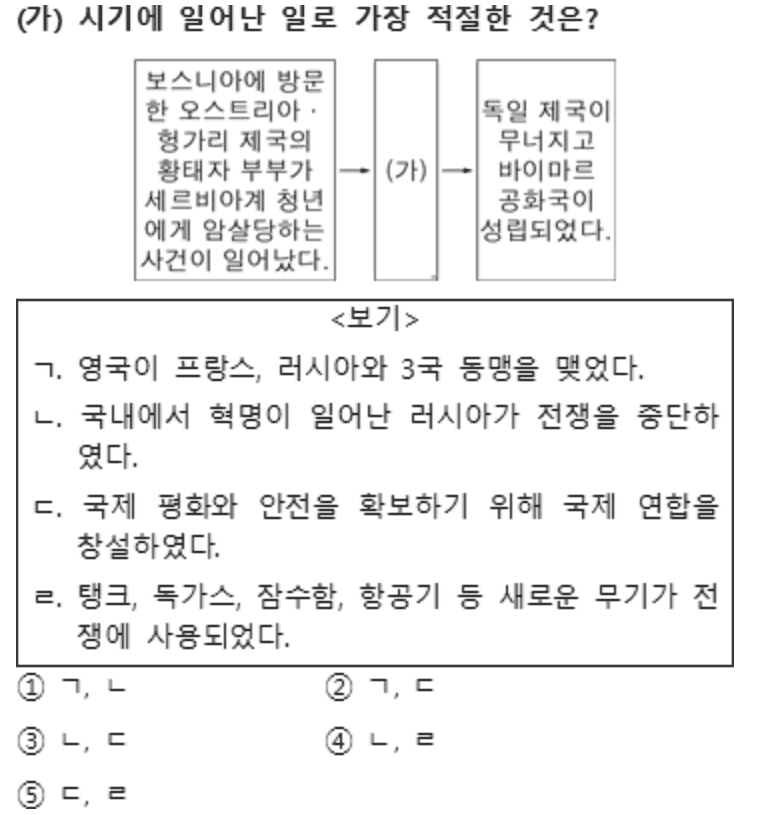 (가) 시기에 일어난 일로 가장 적절한 것은?
보스니아에 방문
한 오스트리아 ·
헝가리 제국의
황태자 부부가
세르비아계 청년
에게 암살당하는
사건이 일어났다.
→
(가)
→
독일 제국이
무너지고
바이마르
공화국이
성립되었다.
<보기>
ㄱ. 영국이 프랑스, 러시아와 3국 동맹을 맺었다.
ㄴ. 국내에서 혁명이 일어난 러시아가 전쟁을 중단하
였다.
ㄷ. 국제 평화와 안전을 확보하기 위해 국제 연합을
창설하였다.
ㄹ. 탱크, 독가스, 잠수함, 항공기 등 새로운 무기가 전
쟁에 사용되었다.
① ㄱ, ㄴ ② ㄱ, ㄷ
③ ㄴ, ㄷ ④ ㄴ, ㄹ
⑤ ㄷ, ㄹ